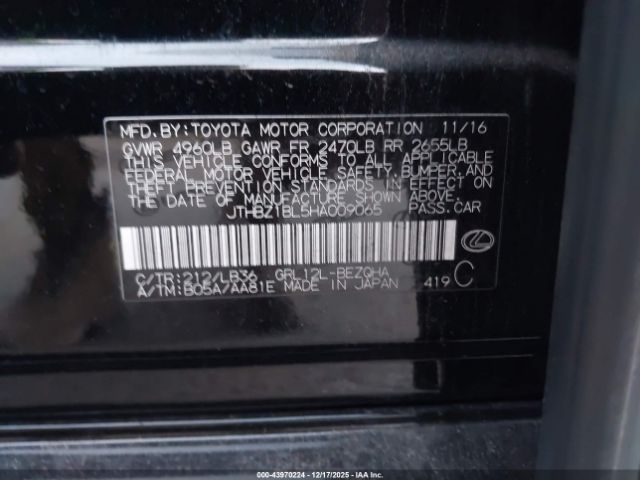 MFD. BY: TOYOTA MOTOR CORPORATION 11/16
GVWR 4960LB GAWR FR 2470LB RR 2655LB
THIS VEHICLE CONFORMS TO ALL APPLICABLE
FEDERAL MOTOR VEHICLE SAFETY, BUMPER, AND
THEFT PREVENTION STANDARDS IN EFFECT ON
THE DATE OF MANUFACTURE SHOWN ABOVE.
JTHBZ1BL5HA009065 PASS. CAR
C/TR: 212/LB36 GRL12L-BEZQHA
A/TM: B05A/AA81E MADE IN JAPAN 419 C
000-43970224 | 12/17/2025 | IAAI.COM